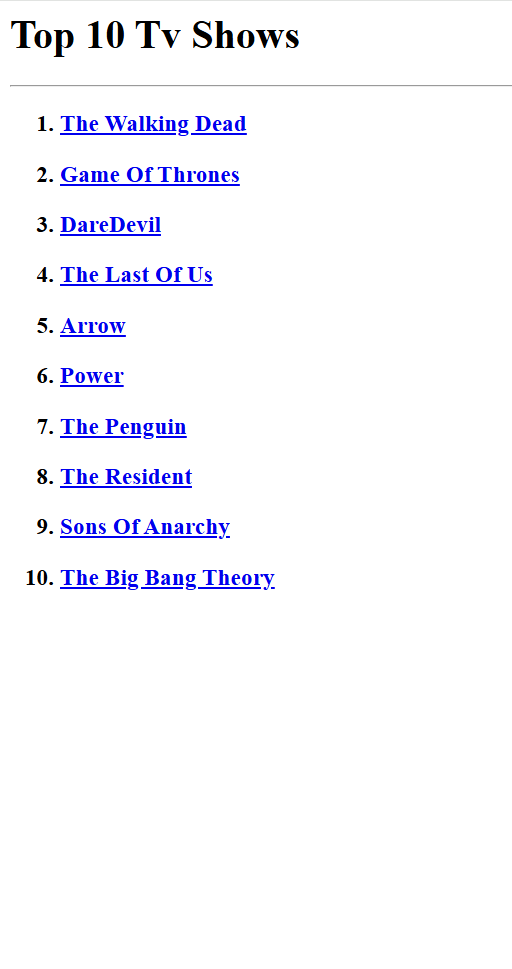 Top 10 Tv Shows
1. The Walking Dead
2. Game Of Thrones
3. DareDevil
4. The Last Of Us
5. Arrow
6. Power
7. The Penguin
8. The Resident
9. Sons Of Anarchy
10. The Big Bang Theory